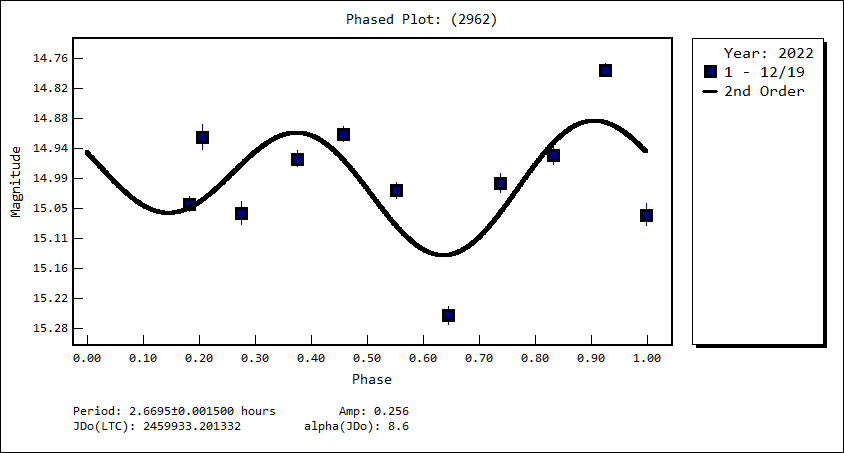 Phased Plot: (2962)
Year: 2022
1 - 12/19
2nd Order
Magnitude
14.76
14.82
14.88
14.94
14.99
15.05
15.11
15.16
15.22
15.28
0.00 0.10 0.20 0.30 0.40 0.50 0.60 0.70 0.80 0.90 1.00
Phase
Period: 2.6695±0.001500 hours Amp: 0.256
JDo(LTC): 2459933.201332 alpha(JDo): 8.6